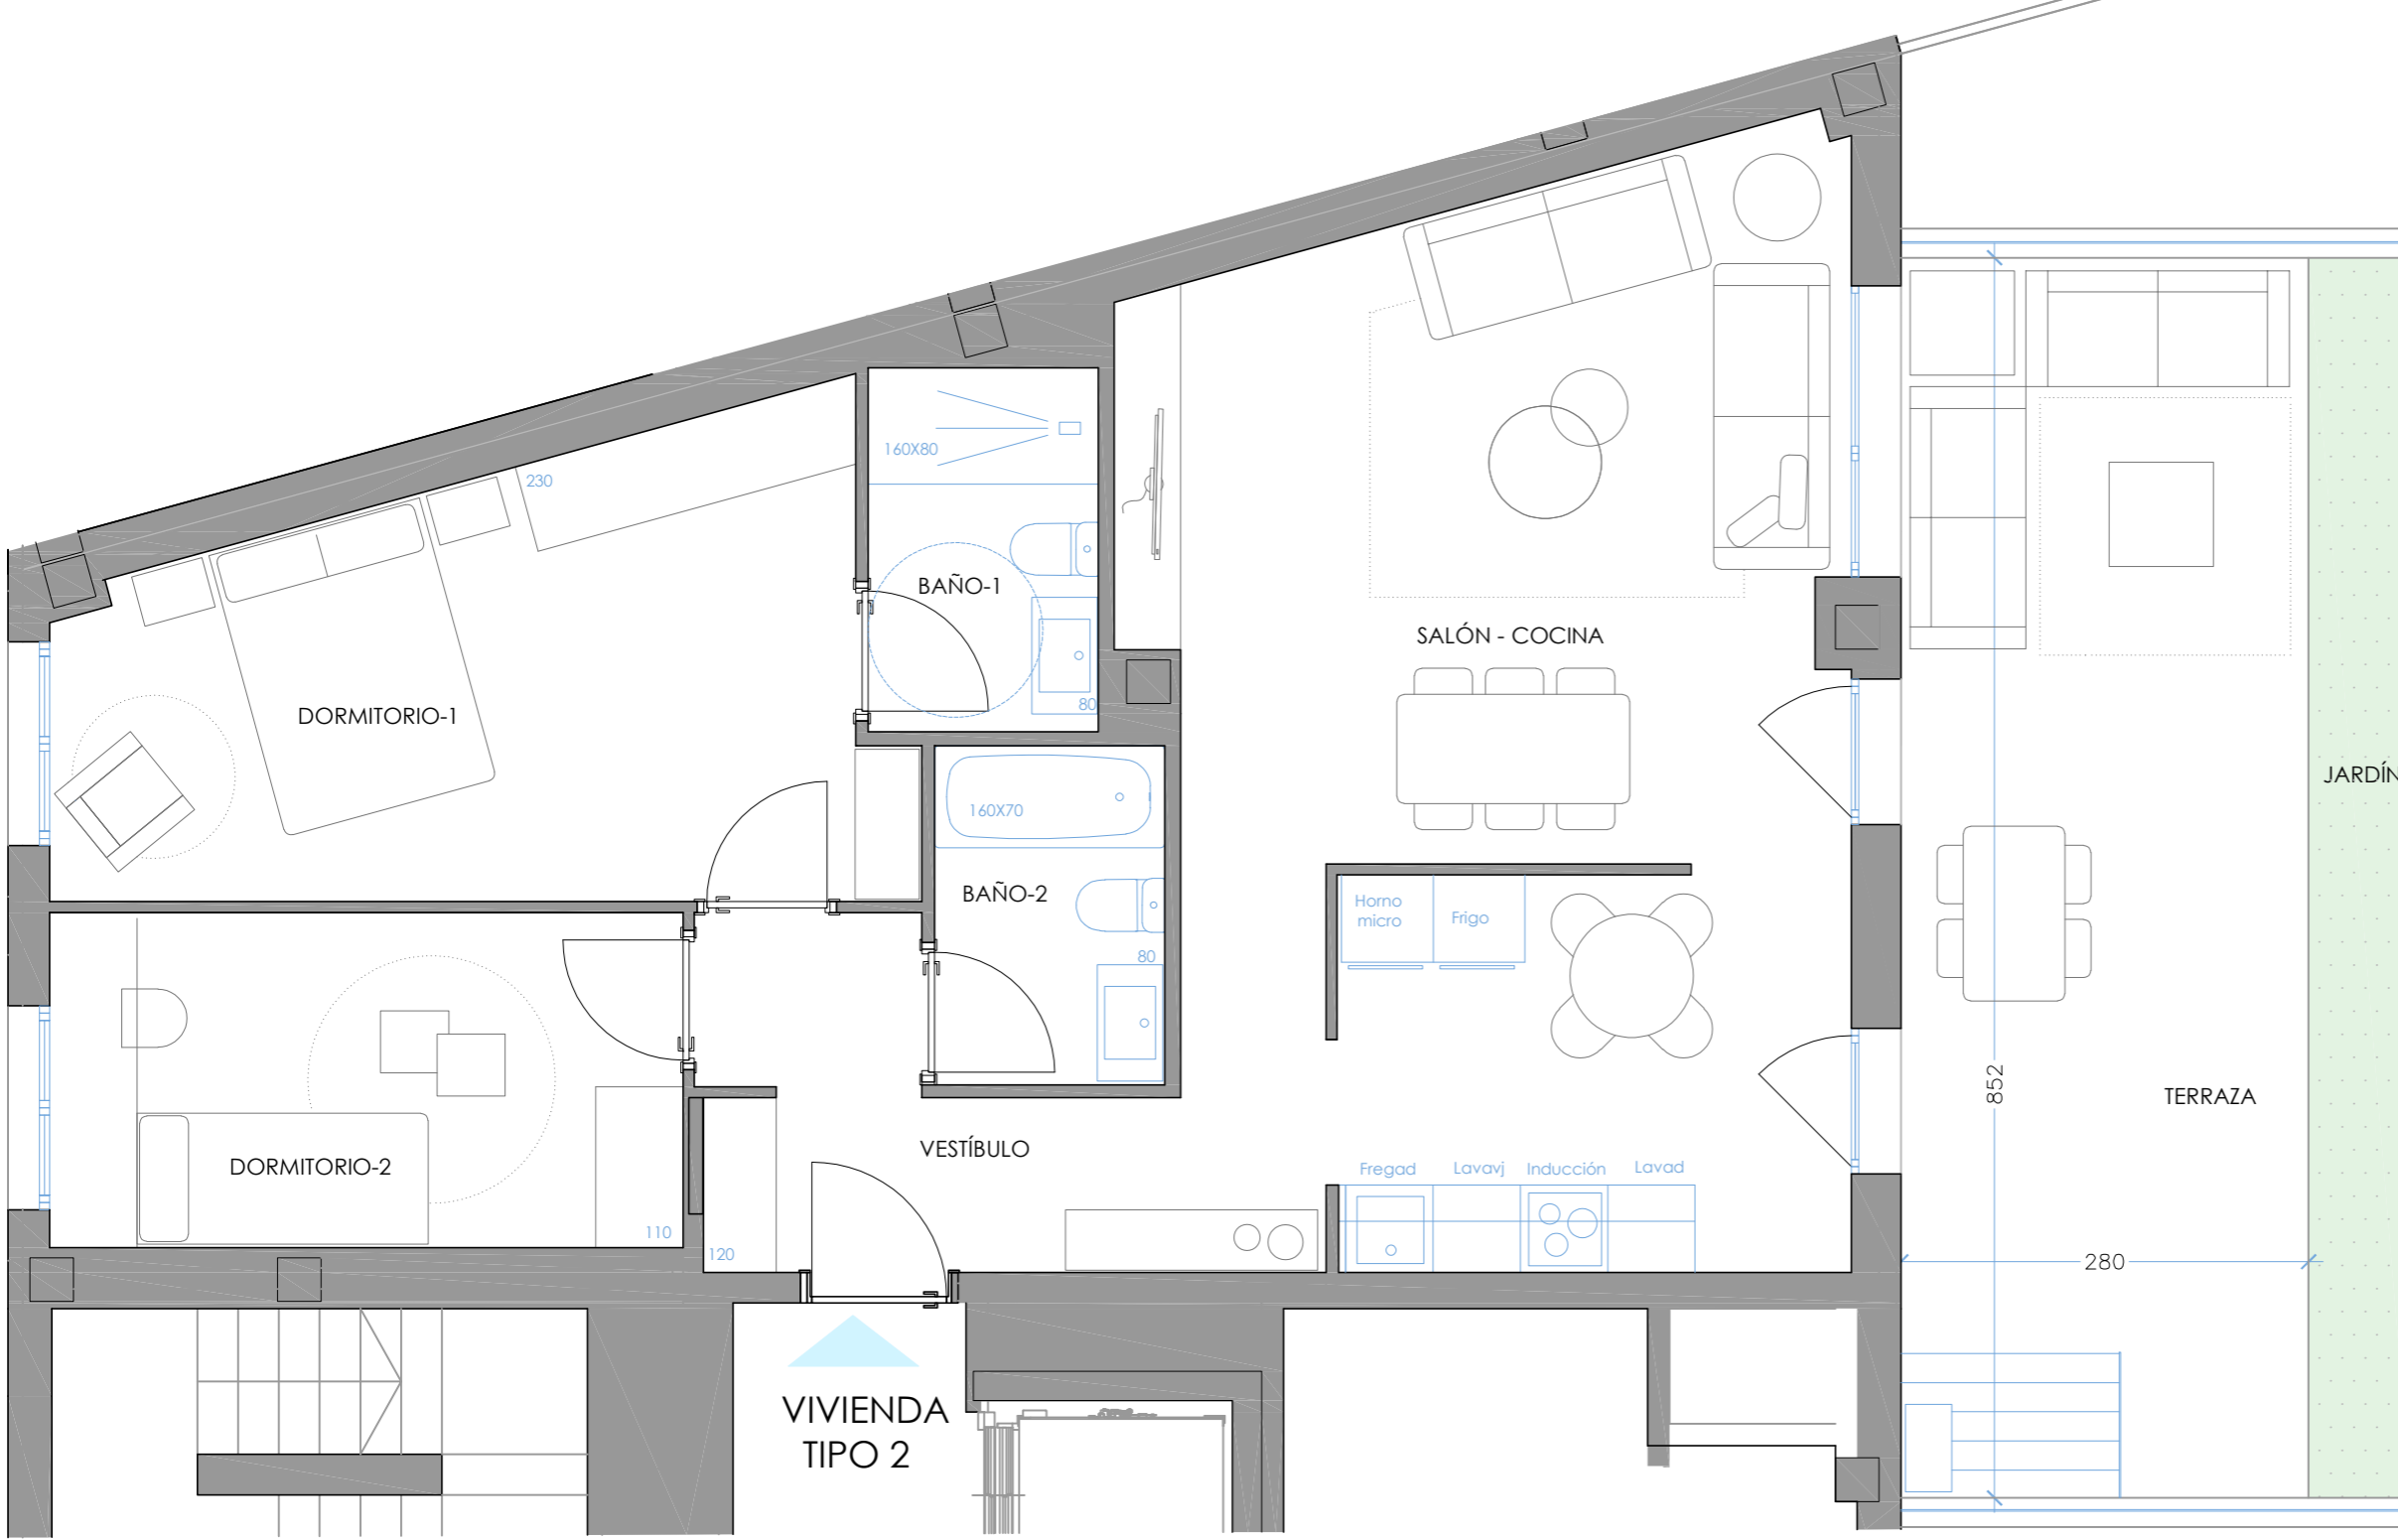 230
160X80
BAÑO-1
80
DORMITORIO-1
SALÓN - COCINA
160X70
BAÑO-2
80
Horno
micro
Frigo
JARDÍN
852
TERRAZA
DORMITORIO-2
110
120
VESTÍBULO
Fregad
Lavavj
Inducción
Lavad
280
VIVIENDA
TIPO 2